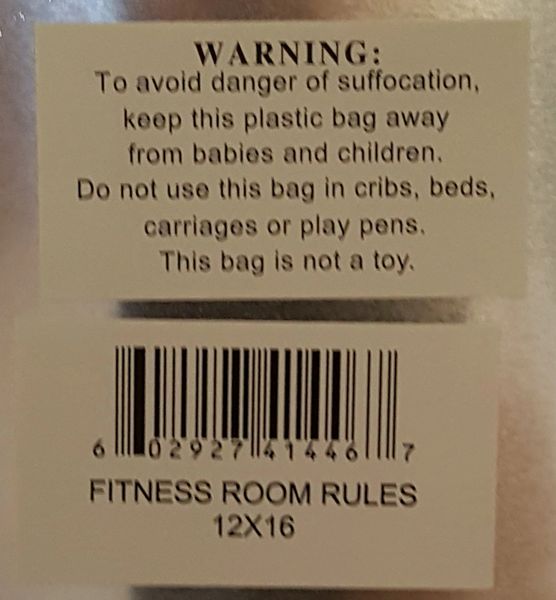 WARNING:
To avoid danger of suffocation,
keep this plastic bag away
from babies and children.
Do not use this bag in cribs, beds,
carriages or play pens.
This bag is not a toy.
6 02927 41446 7
FITNESS ROOM RULES
12X16